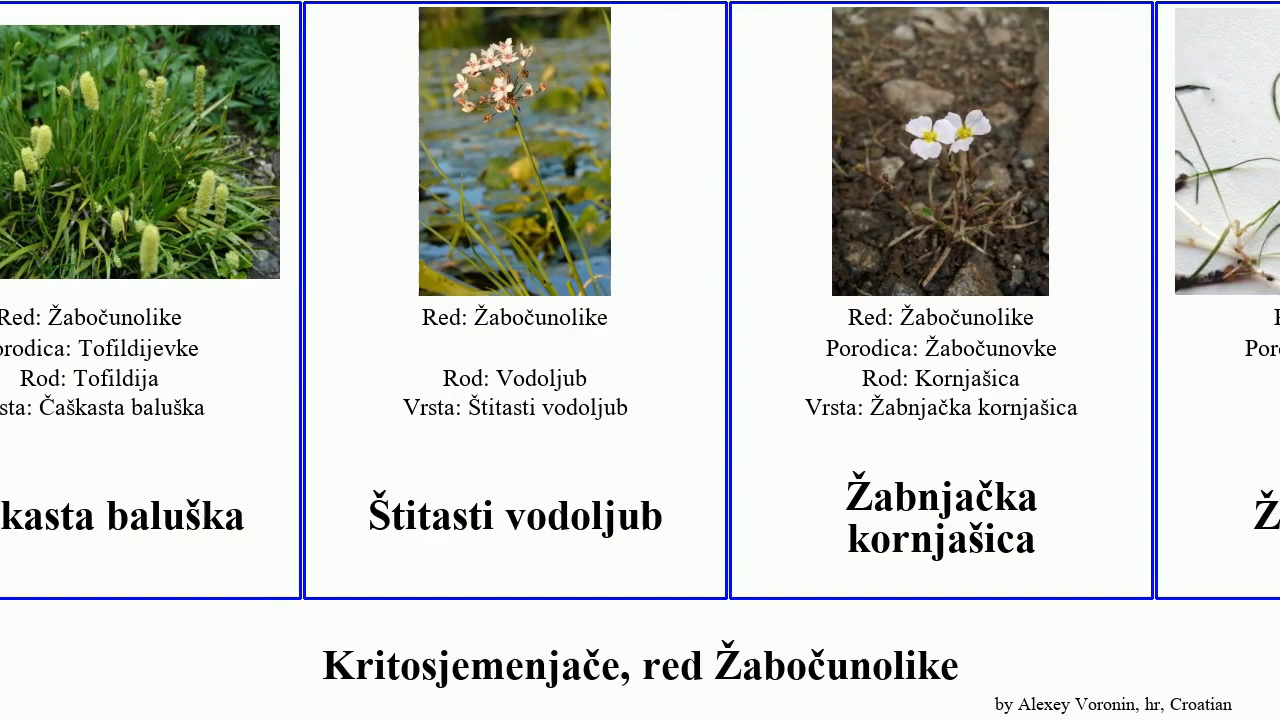 Red: Žabočunolike
orodica: Tofildijevke
Rod: Tofildija
sta: Čaškasta baluška
kasta baluška
Red: Žabočunolike
Rod: Vodoljub
Vrsta: Štitasti vodoljub
Štitasti vodoljub
Red: Žabočunolike
Porodica: Žabočunovke
Rod: Kornjašica
Vrsta: Žabnjačka kornjašica
Žabnjačka
kornjašica
Por
Ž
Kritosjemenjače, red Žabočunolike
by Alexey Voronin, hr, Croatian